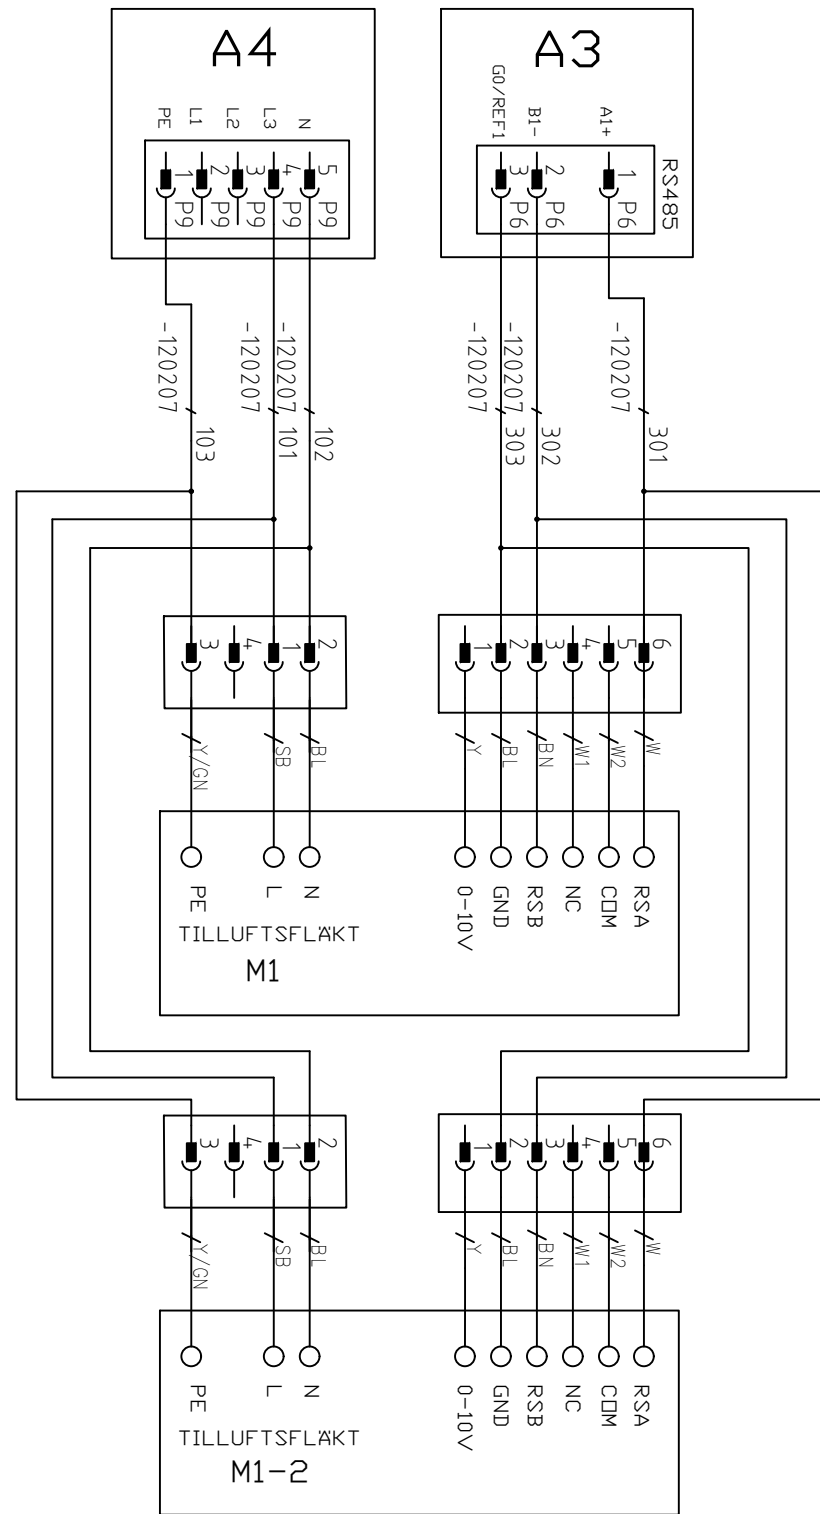 A4
A3
PE
L1
L2
L3
N
G0/REF1
B1-
A1+
RS485
1
2
3
4
5
P9
P9
P9
P9
P9
3
2
1
P6
P6
P6
-120207
-120207
-120207
-120207
-120207
-120207
103
101
102
303
302
301
3
4
1
2
1
2
3
4
5
6
Y/GN
SB
BL
Y
BL
BN
W1
W2
W
PE
L
N
0-10V
GND
RSB
NC
COM
RSA
TILLUFTSFLÄKT
M1
3
4
1
2
1
2
3
4
5
6
Y/GN
SB
BL
Y
BL
BN
W1
W2
W
PE
L
N
0-10V
GND
RSB
NC
COM
RSA
TILLUFTSFLÄKT
M1-2